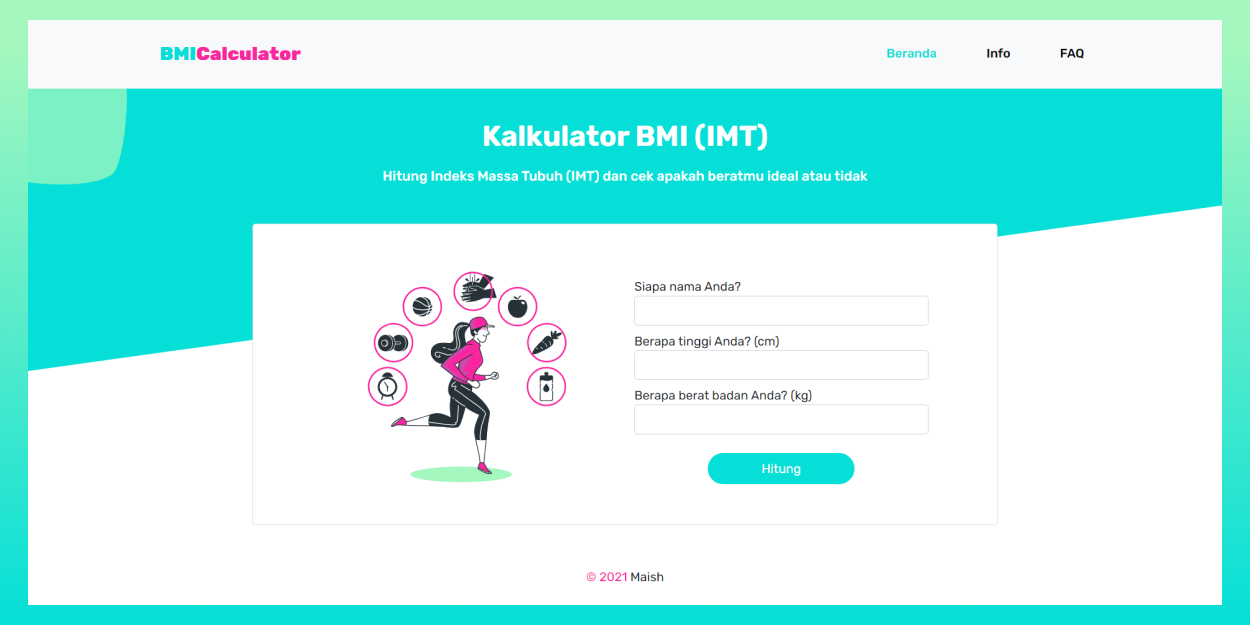 BMICalculator
Beranda
Info
FAQ
Kalkulator BMI (IMT)
Hitung Indeks Massa Tubuh (IMT) dan cek apakah beratmu ideal atau tidak
Siapa nama Anda?
Berapa tinggi Anda? (cm)
Berapa berat badan Anda? (kg)
Hitung
© 2021 Maish